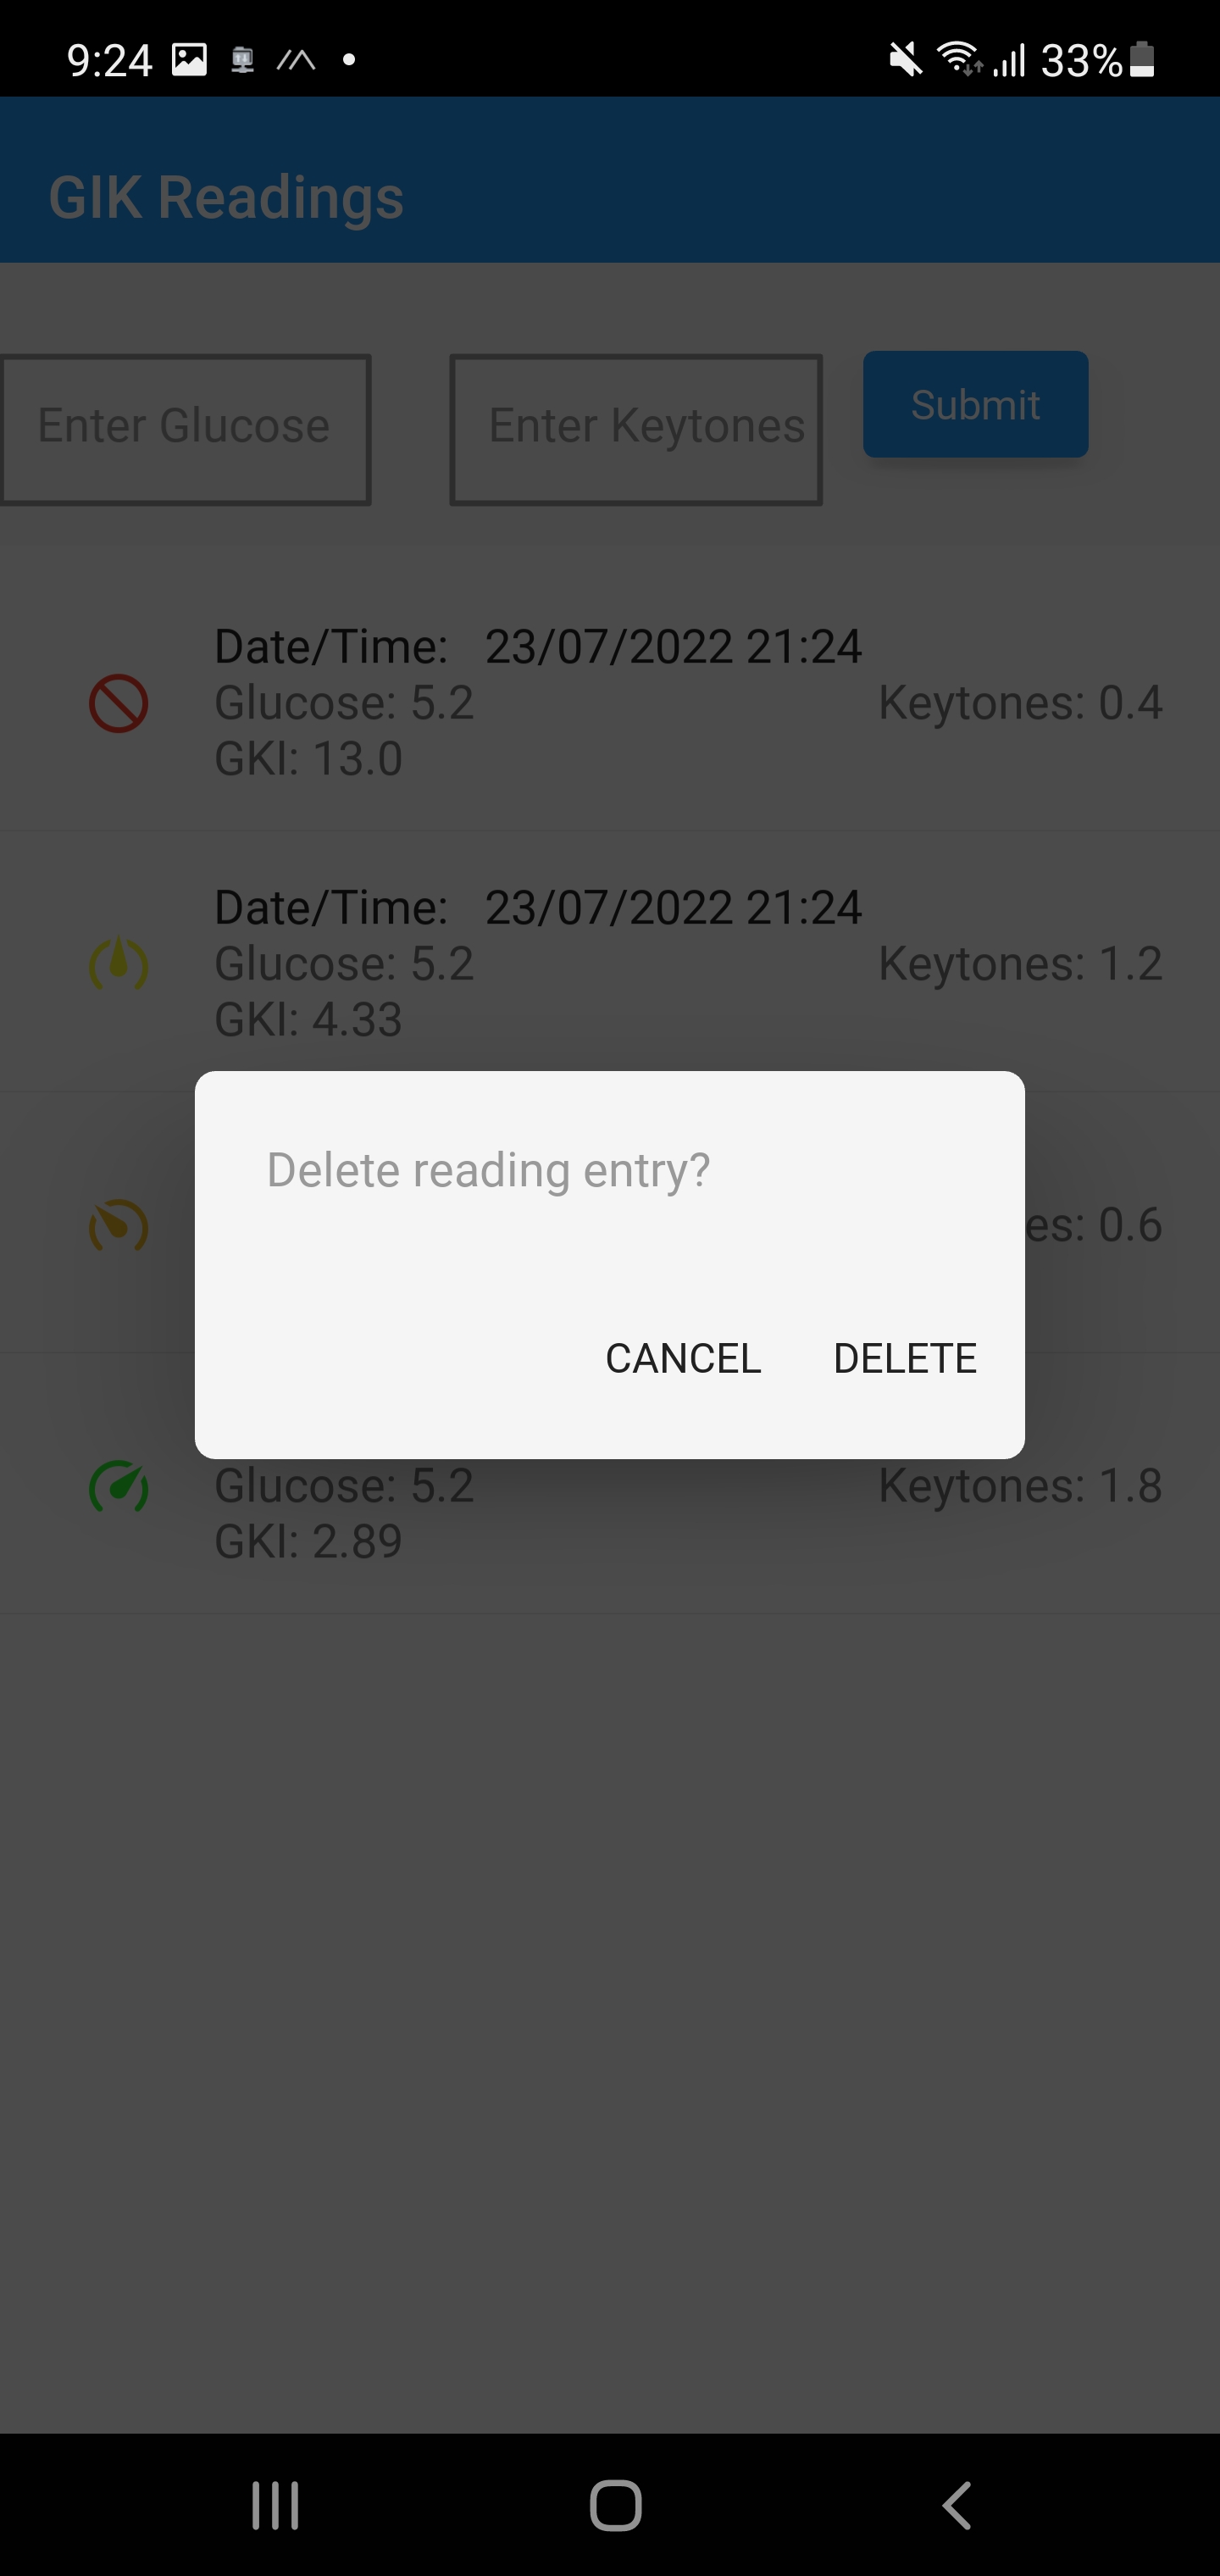 9:24 33%
GIK Readings
Enter Glucose Enter Keytones Submit
Date/Time: 23/07/2022 21:24
Glucose: 5.2 Keytones: 0.4
GKI: 13.0
Date/Time: 23/07/2022 21:24
Glucose: 5.2 Keytones: 1.2
GKI: 4.33
Delete reading entry?
es: 0.6
CANCEL DELETE
Glucose: 5.2 Keytones: 1.8
GKI: 2.89